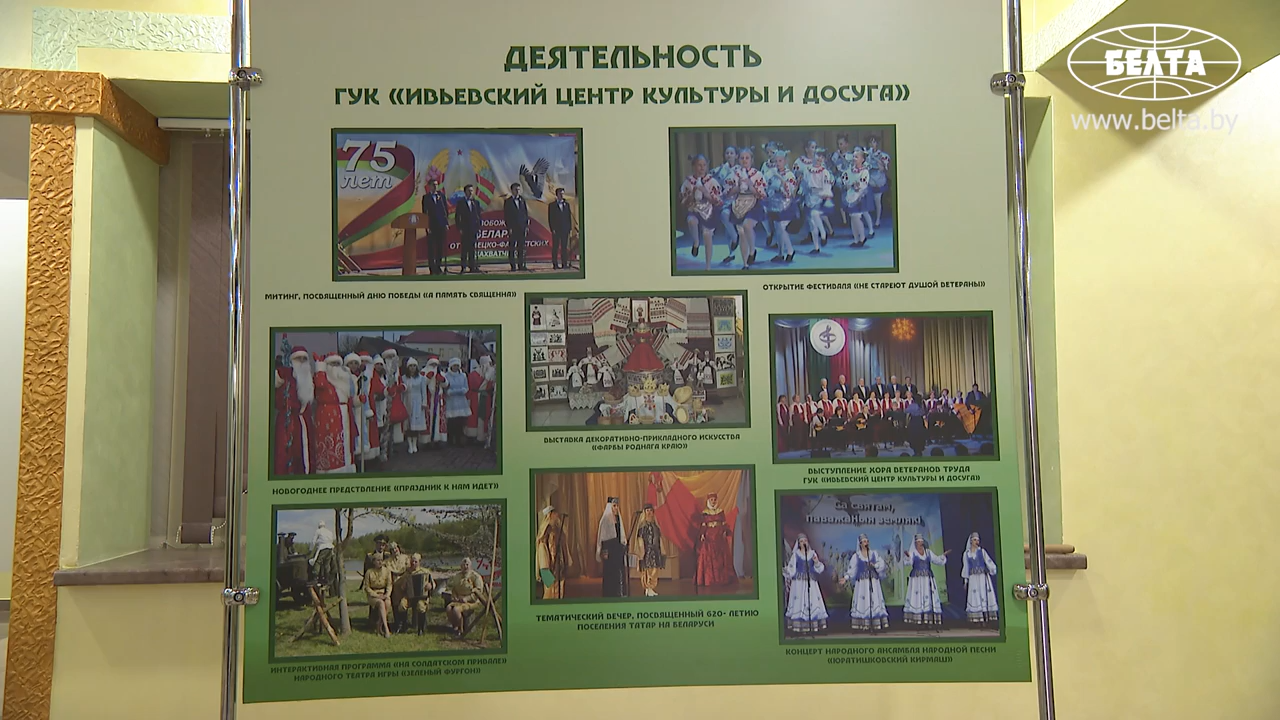 БЕЛТА
www.belta.by
ДЕЯТЕЛЬНОСТЬ
ГУК «ИВЬЕВСКИЙ ЦЕНТР КУЛЬТУРЫ И ДОСУГА»
75
лет
МИТИНГ, ПОСВЯЩЕННЫЙ ДНЮ ПОБЕДЫ «А ПАМЯТЬ СВЯЩЕННА»
ОТКРЫТИЕ ФЕСТИВАЛЯ «НЕ СТАРЕЮТ ДУШОЙ ВЕТЕРАНЫ»
ВЫСТАВКА ДЕКОРАТИВНО-ПРИКЛАДНОГО ИСКУССТВА
«ФАРБЫ РОДНАГА КРАЮ»
НОВОГОДНЕЕ ПРЕДСТВЛЕНИЕ «ПРАЗДНИК К НАМ ИДЕТ»
ВЫСТУПЛЕНИЕ ХОРА ВЕТЕРАНОВ ТРУДА
ГУК «ИВЬЕВСКИЙ ЦЕНТР КУЛЬТУРЫ И ДОСУГА»
ИНТЕРАКТИВНАЯ ПРОГРАММА «НА СОЛДАТСКОМ ПРИВАЛЕ»
НАРОДНОГО ТЕАТРА ИГРЫ «ЗЕЛЕНЫЙ ФУРГОН»
ТЕМАТИЧЕСКИЙ ВЕЧЕР, ПОСВЯЩЕННЫЙ 620- ЛЕТИЮ
ПОСЕЛЕНИЯ ТАТАР НА БЕЛАРУСИ
КОНЦЕРТ НАРОДНОГО АНСАМБЛЯ НАРОДНОЙ ПЕСНИ
«ЮРАТИШКОВСКИЙ КИРМАШ»